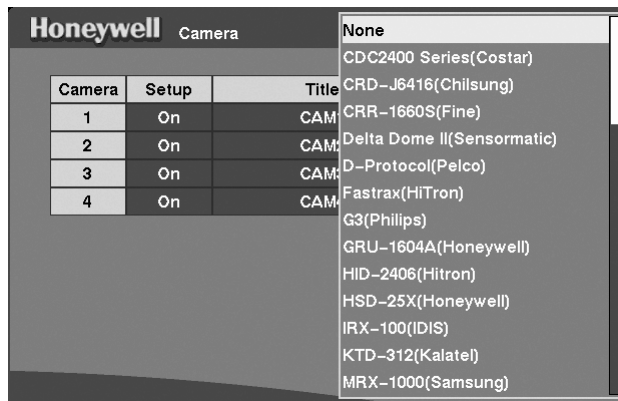 Honeywell Camera
Camera Setup Title
1 On CAM
2 On CAM
3 On CAM
4 On CAM
None
CDC2400 Series(Costar)
CRD-J6416(Chilsung)
CRR-1660S(Fine)
Delta Dome II(Sensormatic)
D-Protocol(Pelco)
Fastrax(HiTron)
G3(Philips)
GRU-1604A(Honeywell)
HID-2406(Hitron)
HSD-25X(Honeywell)
IRX-100(IDIS)
KTD-312(Kalatel)
MRX-1000(Samsung)